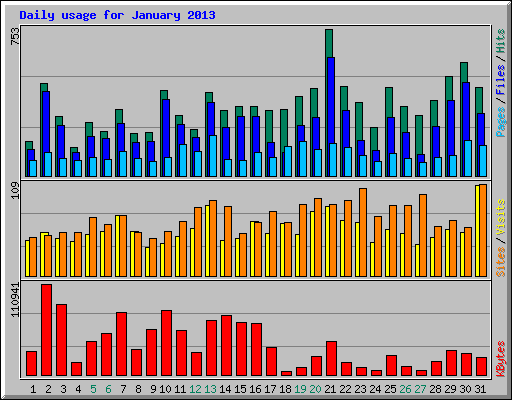 Daily usage for January 2013
753
Pages / Files / Hits
109
Sites / Visits
110941
KBytes
1 2 3 4 5 6 7 8 9 10 11 12 13 14 15 16 17 18 19 20 21 22 23 24 25 26 27 28 29 30 31